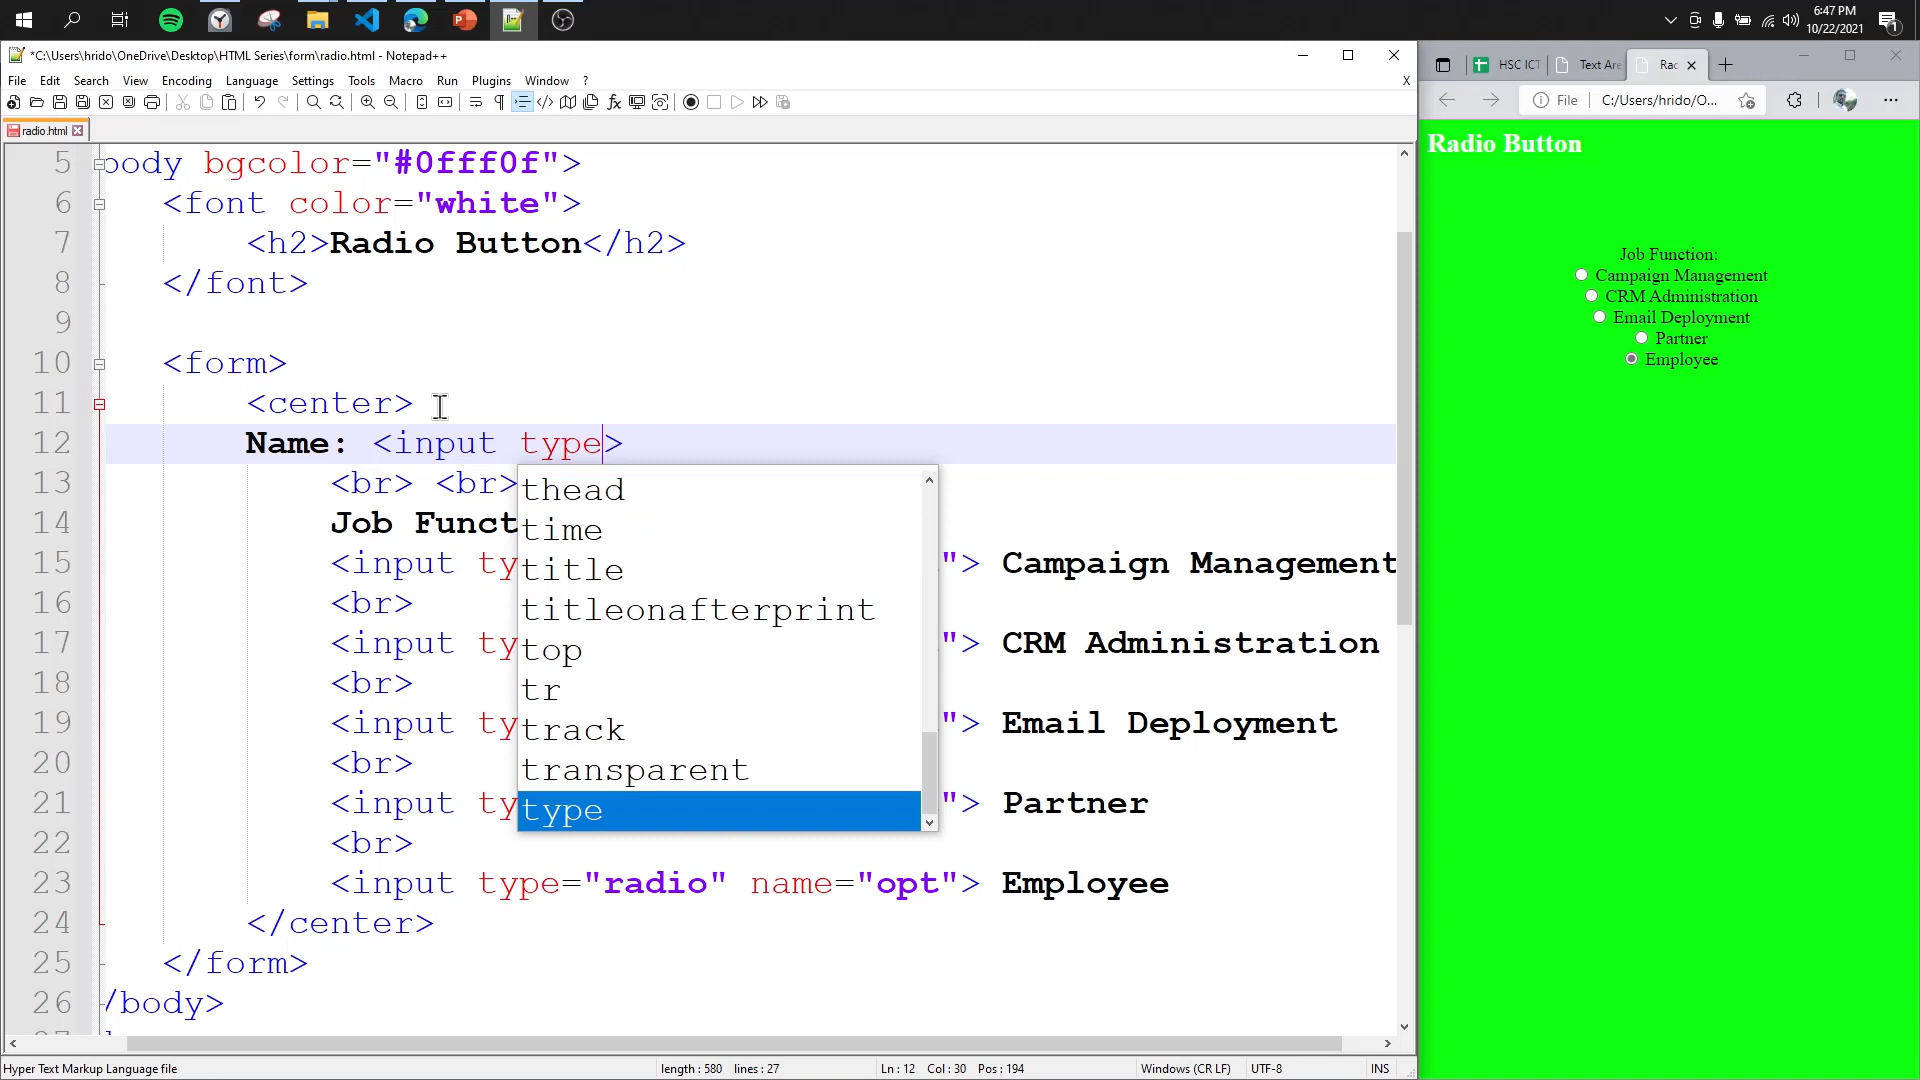 6:47 PM
10/22/2021
1
*C:\Users\hrido\OneDrive\Desktop\HTML Series\form\radio.html - Notepad++
File Edit Search View Encoding Language Settings Tools Macro Run Plugins Window ? X
radio.html
5 body bgcolor="#0fff0f">
6 <font color="white">
7 <h2>Radio Button</h2>
8 </font>
9
10 <form>
11 <center>
12 Name: <input type>
13 <br> <br>
14 Job Funct
15 <input ty "> Campaign Management
16 <br>
17 <input ty "> CRM Administration
18 <br>
19 <input ty "> Email Deployment
20 <br>
21 <input ty "> Partner
22 <br>
23 <input type="radio" name="opt"> Employee
24 </center>
25 </form>
26 /body>
thead
time
title
titleonafterprint
top
tr
track
transparent
type
Hyper Text Markup Language file length : 580 lines : 27 Ln : 12 Col : 30 Pos : 194 Windows (CR LF) UTF-8 INS
HSC ICT Text Are Rac
File C:/Users/hrido/O...
Radio Button
Job Function:
Campaign Management
CRM Administration
Email Deployment
Partner
Employee